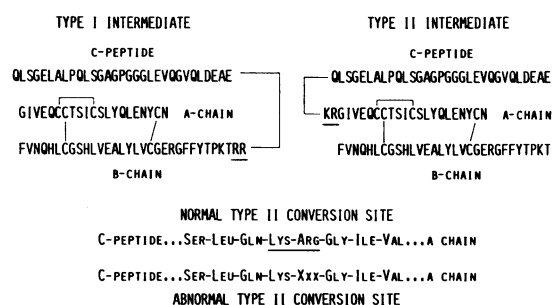 TYPE I INTERMEDIATE
C-PEPTIDE
QLSGELALPQLSGAGPGGGLEVQGVQLDEAE
GIVEQCCTSICSLYQLENYCN A-CHAIN
FVNQHLCGSHLVEALYLVCGERGFFYTPKTRR
B-CHAIN
TYPE II INTERMEDIATE
C-PEPTIDE
QLSGELALPQLSGAGPGGGLEVQGVQLDEAE
KRGIVEQCCTSICSLYQLENYCN A-CHAIN
FVNQHLCGSHLVEALYLVCGERGFFYTPKT
B-CHAIN
NORMAL TYPE II CONVERSION SITE
C-PEPTIDE...SER-LEU-GLN-LYS-ARG-GLY-ILE-VAL...A CHAIN
C-PEPTIDE...SER-LEU-GLN-LYS-XXX-GLY-ILE-VAL...A CHAIN
ABNORMAL TYPE II CONVERSION SITE